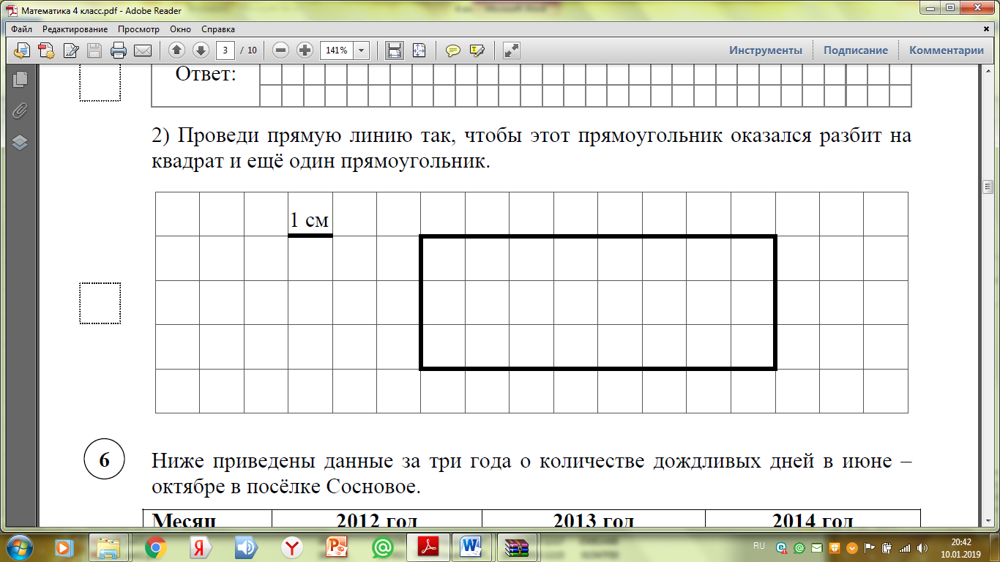 Математика 4 класс.pdf - Adobe Reader
Файл Редактирование Просмотр Окно Справка
3 / 10 141% Инструменты Подписание Комментарии
Ответ:
2) Проведи прямую линию так, чтобы этот прямоугольник оказался разбит на
квадрат и ещё один прямоугольник.
1 см
6 Ниже приведены данные за три года о количестве дождливых дней в июне –
октябре в посёлке Сосновое.
Месяц 2012 год 2013 год 2014 год
RU 20:42
10.01.2019